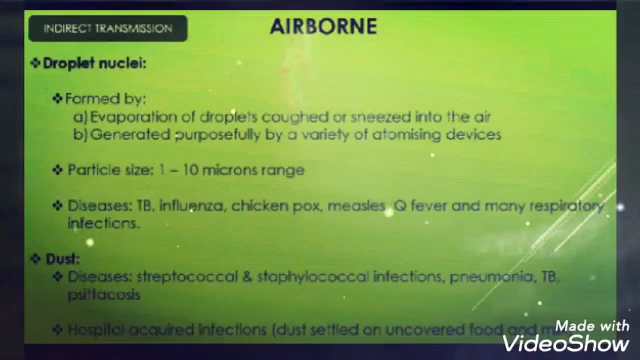 INDIRECT TRANSMISSION
AIRBORNE
❖Droplet nuclei:
❖Formed by:
a)Evaporation of droplets coughed or sneezed into the air
b)Generated purposefully by a variety of atomising devices
❖ Particle size: 1 – 10 microns range
❖ Diseases: TB, influenza, chicken pox, measles, Q fever and many respiratory
infections.
❖ Dust:
❖ Diseases: streptococcal & staphylococcal infections, pneumonia, TB,
psittacosis
❖ Hospital acquired infections (dust settled on uncovered food and
Made with
VideoShow